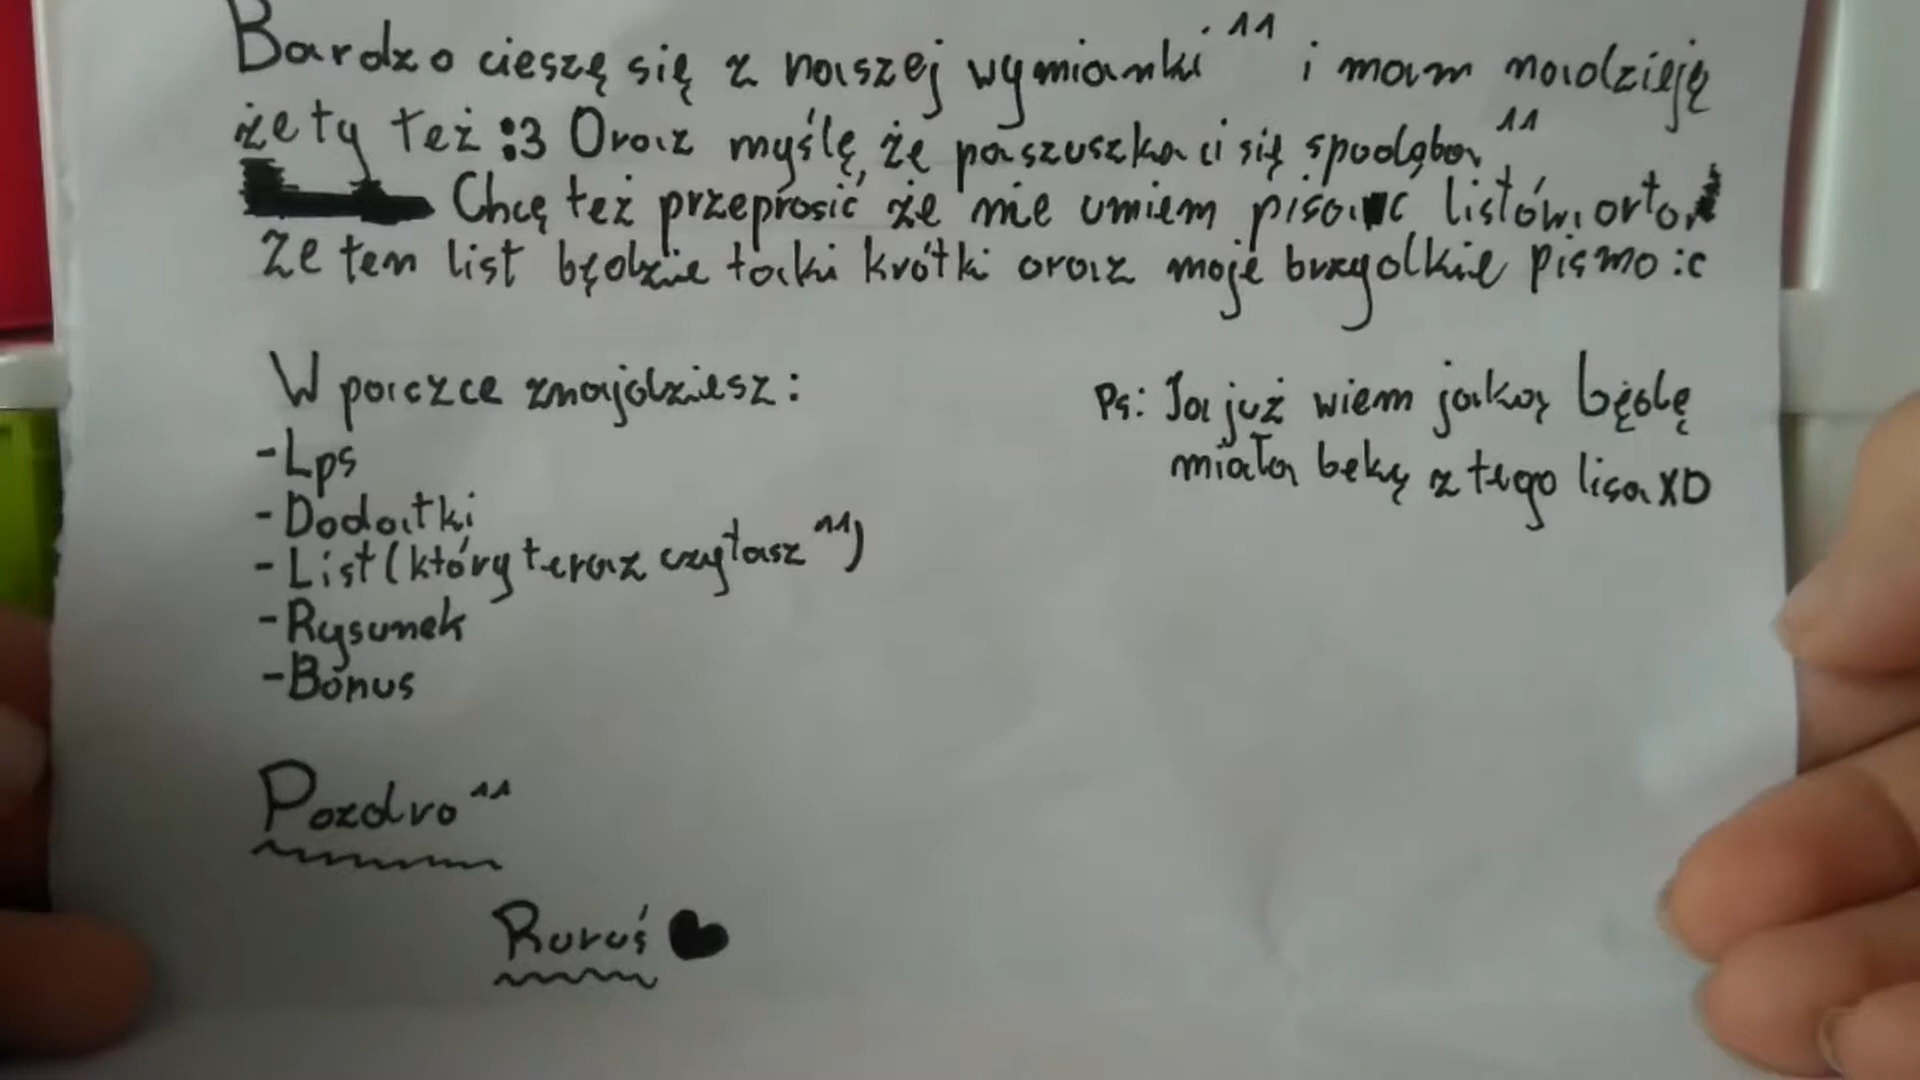 Bardzo cieszę się z naszej wymianki ^^ i mam nadzieję
że ty też :3 Oraz myślę, że paszuszka ci się spodoba ^^
Chcę też przeprosić, że nie umiem pisać listów, orto
że ten list będzie taki krótki oraz moje brzydkie pismo :c
W paczce znajdziesz:
- Lps
- Dodatki
- List (który teraz czytasz ^^)
- Rysunek
- Bonus
Ps: Ja już wiem jaką będę
miała bekę z tego lisa XD
Pozdro ^^
Ruruś ♥